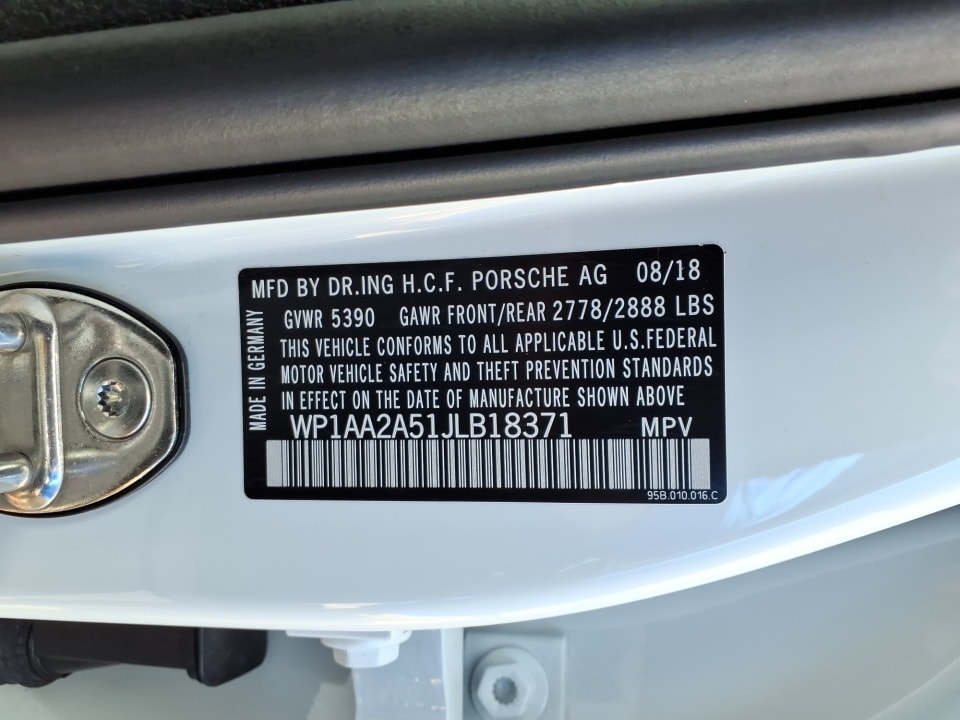 MFD BY DR.ING H.C.F. PORSCHE AG 08/18
GVWR 5390 GAWR FRONT/REAR 2778/2888 LBS
THIS VEHICLE CONFORMS TO ALL APPLICABLE U.S.FEDERAL
MOTOR VEHICLE SAFETY AND THEFT PREVENTION STANDARDS
IN EFFECT ON THE DATE OF MANUFACTURE SHOWN ABOVE
MADE IN GERMANY
WP1AA2A51JLB18371 MPV
95B.010.016.C